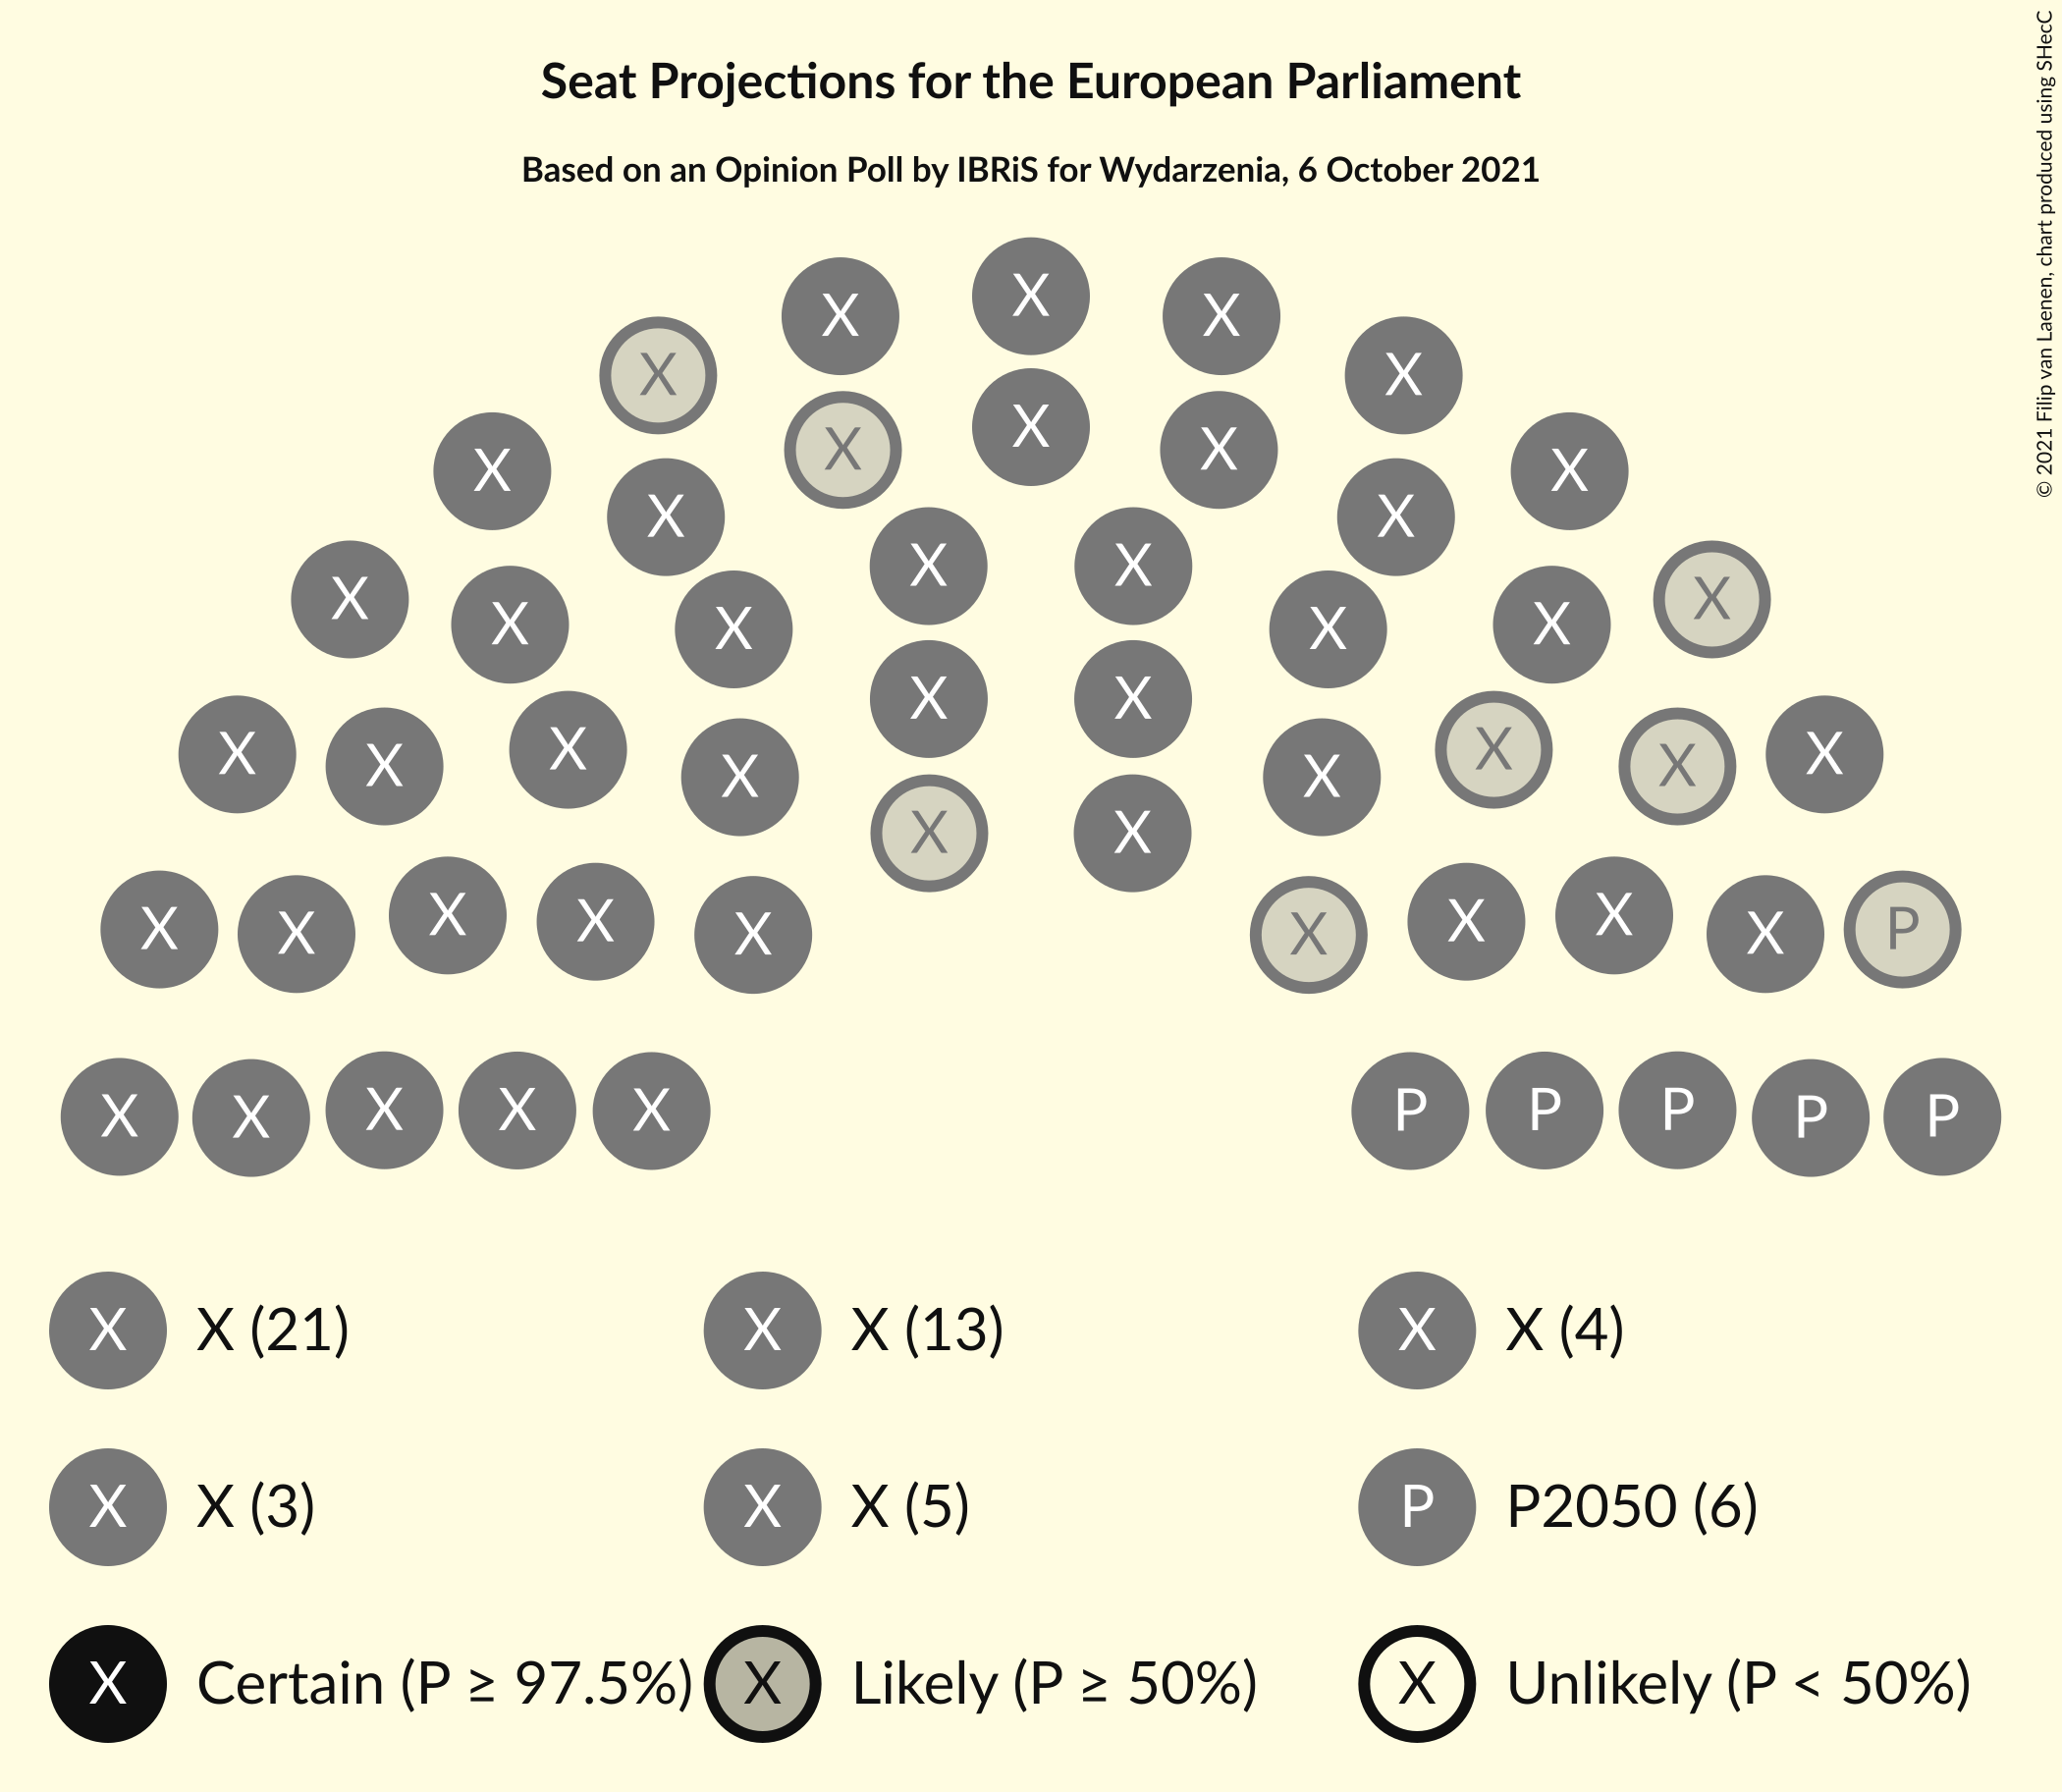 Seat Projections for the European Parliament
Based on an Opinion Poll by IBRiS for Wydarzenia, 6 October 2021
© 2021 Filip van Laenen, chart produced using SHecC
X
X X
X X
X
X X X
X X
X X
X X
X X
X X
X X
X X
X X
X X
X X
X X
X X
X X
X X X X X X
X X X X
X X X X X P
X X X X X P P P P P
X X (21) X X (13) X X (4)
X X (3) X X (5) P P2050 (6)
X Certain (P ≥ 97.5%) X Likely (P ≥ 50%) X Unlikely (P < 50%)